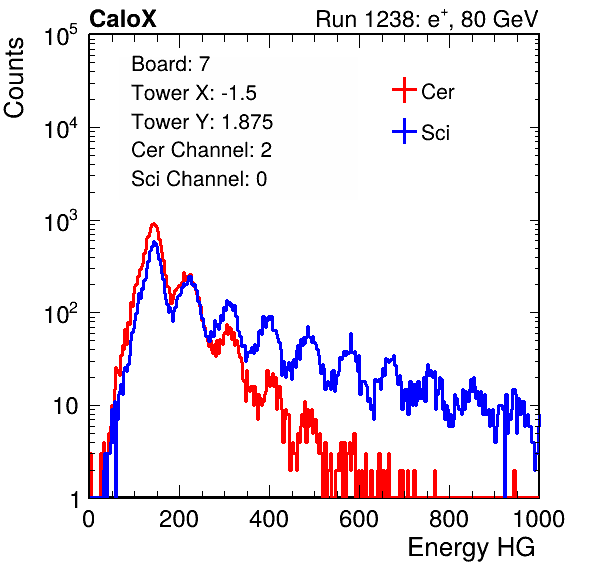 CaloX Run 1238: e⁺, 80 GeV
Counts
10⁵
10⁴
10³
10²
10
1
Board: 7
Tower X: -1.5
Tower Y: 1.875
Cer Channel: 2
Sci Channel: 0
Cer
Sci
0 200 400 600 800 1000
Energy HG